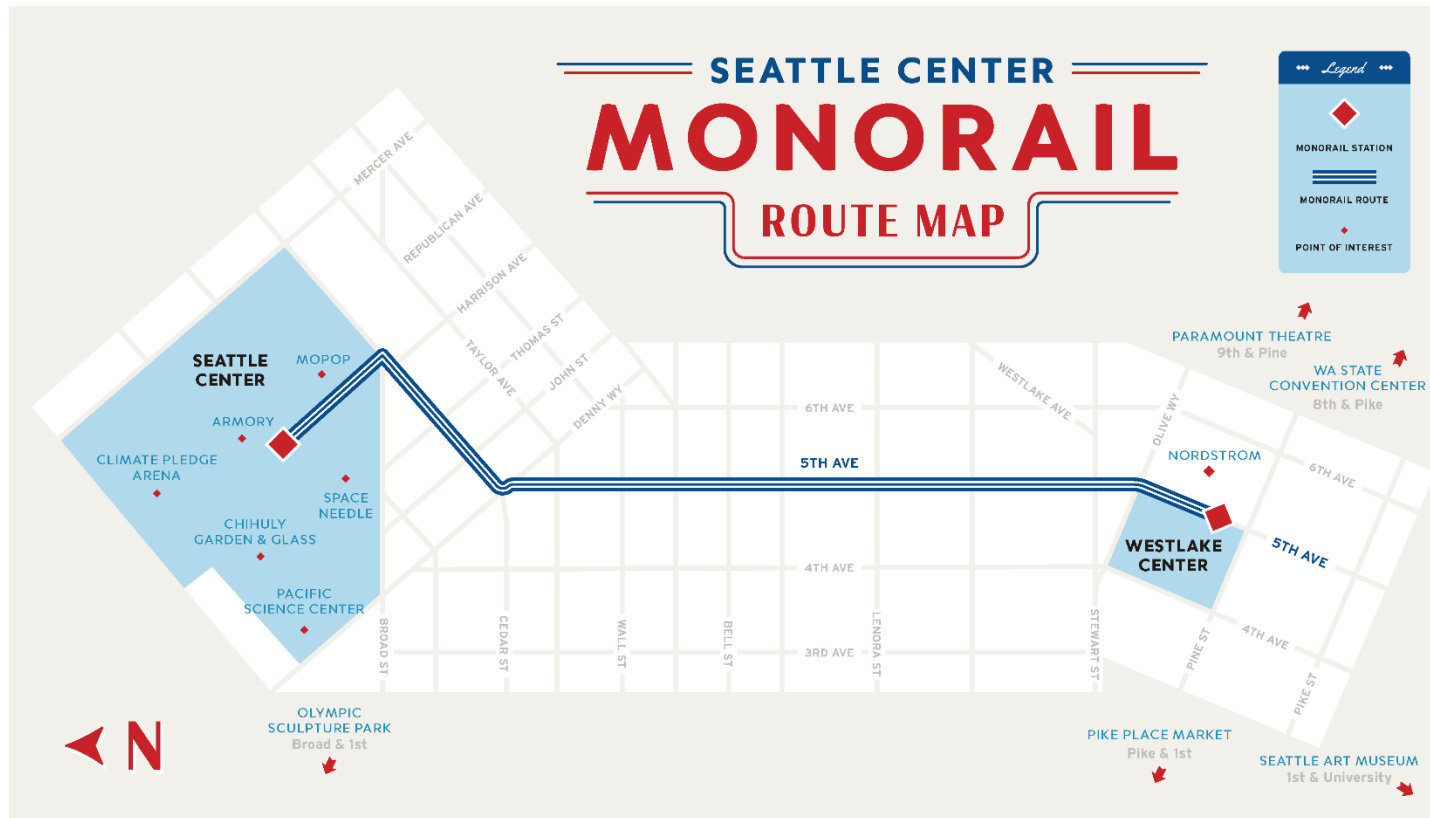 SEATTLE CENTER
MONORAIL
ROUTE MAP
Legend
MONORAIL STATION
MONORAIL ROUTE
POINT OF INTEREST
MERCER AVE
REPUBLICAN AVE
HARRISON AVE
THOMAS ST
TAYLOR AVE
JOHN ST
DENNY WY
PARAMOUNT THEATRE
9th & Pine
WA STATE
CONVENTION CENTER
8th & Pike
SEATTLE
CENTER
MOPOP
ARMORY
CLIMATE PLEDGE
ARENA
SPACE
NEEDLE
CHIHULY
GARDEN & GLASS
PACIFIC
SCIENCE CENTER
WESTLAKE AVE
6TH AVE
OLIVE WY
5TH AVE
NORDSTROM
6TH AVE
WESTLAKE
CENTER
5TH AVE
4TH AVE
4TH AVE
3RD AVE
BROAD ST
CEDAR ST
WALL ST
BELL ST
LENORA ST
STEWART ST
PINE ST
PIKE ST
N
OLYMPIC
SCULPTURE PARK
Broad & 1st
PIKE PLACE MARKET
Pike & 1st
SEATTLE ART MUSEUM
1st & University